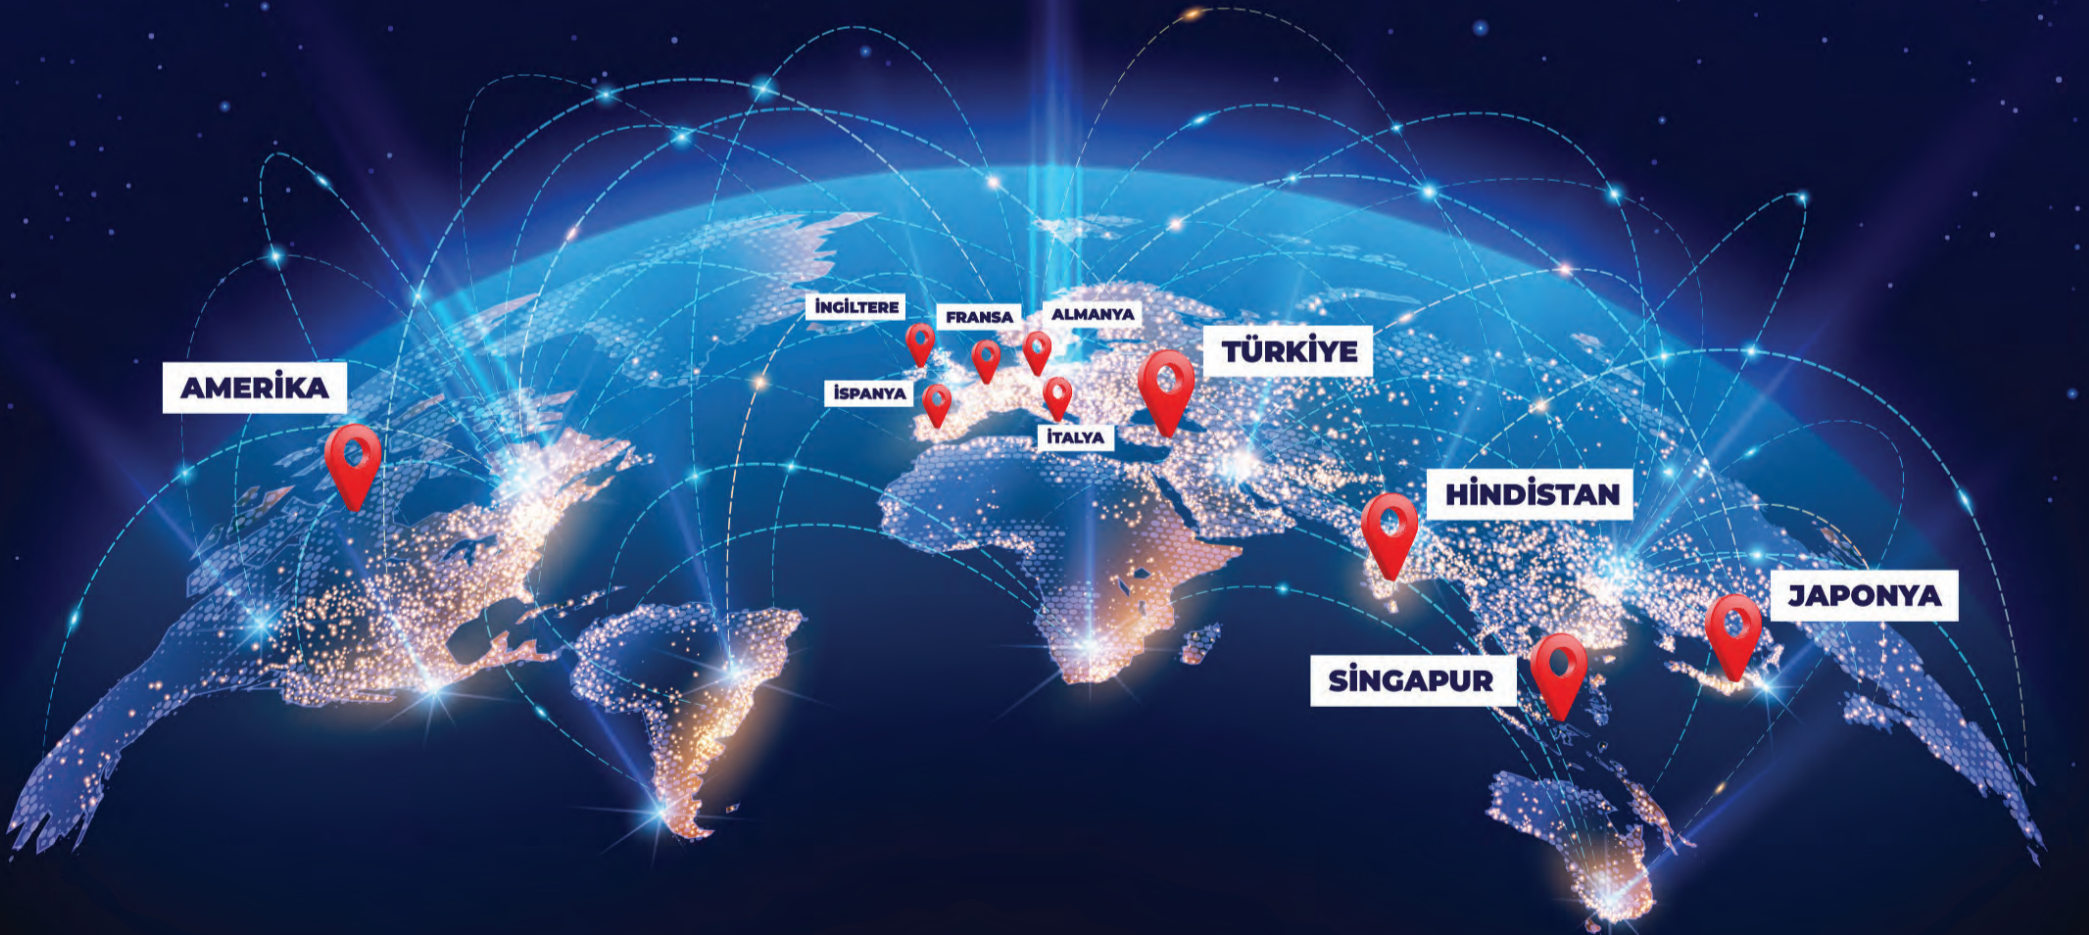 İNGİLTERE
FRANSA
ALMANYA
TÜRKİYE
AMERİKA
İSPANYA
İTALYA
HİNDİSTAN
JAPONYA
SİNGAPUR